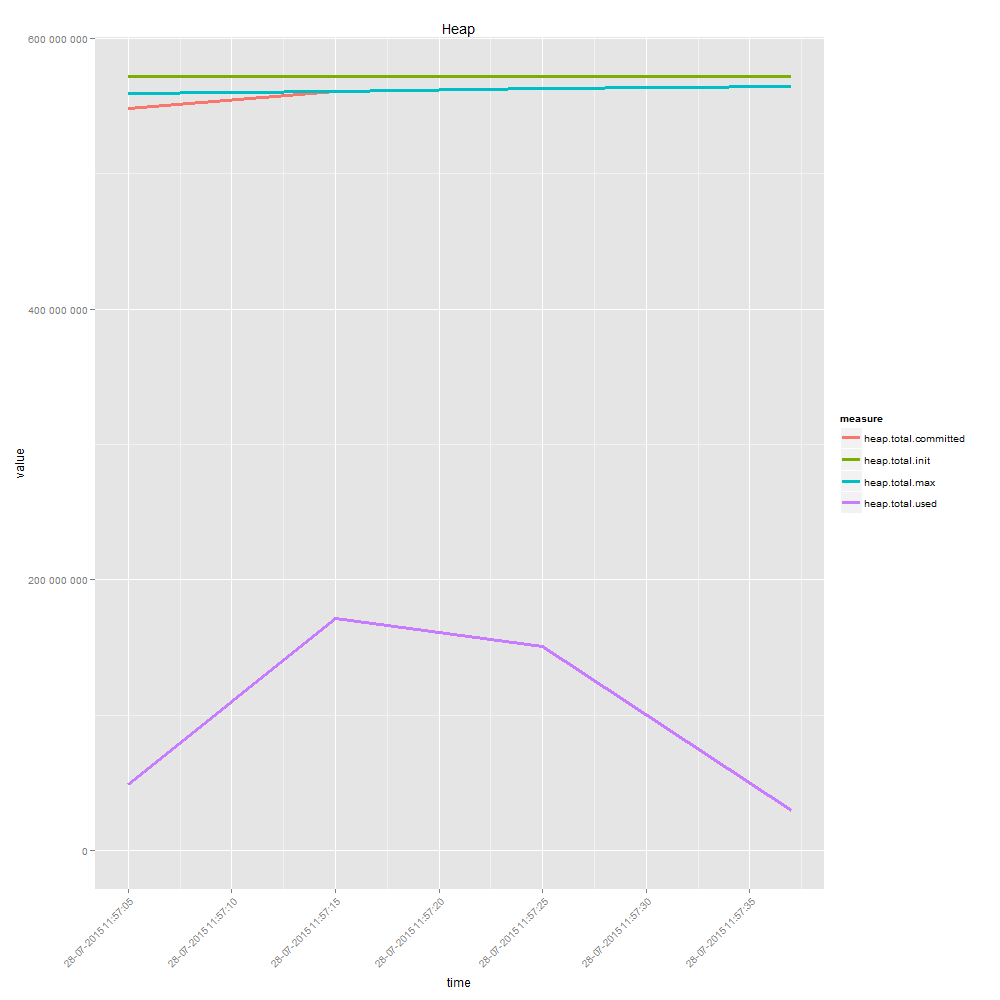 Heap
600 000 000
400 000 000
200 000 000
0
value
28-07-2015 11:57:05
28-07-2015 11:57:10
28-07-2015 11:57:15
28-07-2015 11:57:20
28-07-2015 11:57:25
28-07-2015 11:57:30
28-07-2015 11:57:35
time
measure
heap.total.committed
heap.total.init
heap.total.max
heap.total.used